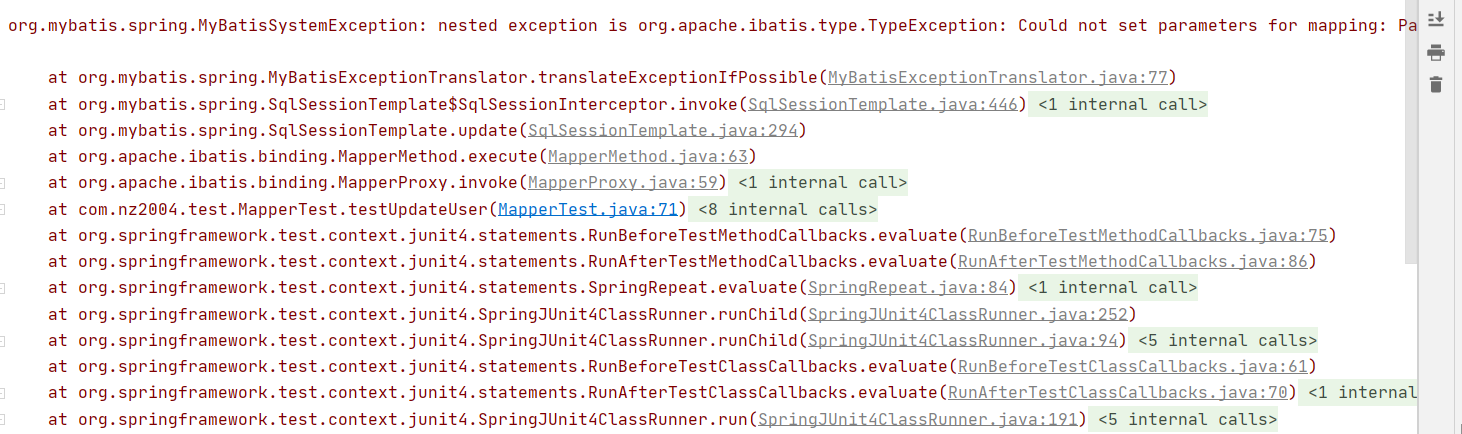 org.mybatis.spring.MyBatisSystemException: nested exception is org.apache.ibatis.type.TypeException: Could not set parameters for mapping: Pa
at org.mybatis.spring.MyBatisExceptionTranslator.translateExceptionIfPossible(MyBatisExceptionTranslator.java:77)
at org.mybatis.spring.SqlSessionTemplate$SqlSessionInterceptor.invoke(SqlSessionTemplate.java:446) <1 internal call>
at org.mybatis.spring.SqlSessionTemplate.update(SqlSessionTemplate.java:294)
at org.apache.ibatis.binding.MapperMethod.execute(MapperMethod.java:63)
at org.apache.ibatis.binding.MapperProxy.invoke(MapperProxy.java:59) <1 internal call>
at com.nz2004.test.MapperTest.testUpdateUser(MapperTest.java:71) <8 internal calls>
at org.springframework.test.context.junit4.statements.RunBeforeTestMethodCallbacks.evaluate(RunBeforeTestMethodCallbacks.java:75)
at org.springframework.test.context.junit4.statements.RunAfterTestMethodCallbacks.evaluate(RunAfterTestMethodCallbacks.java:86)
at org.springframework.test.context.junit4.statements.SpringRepeat.evaluate(SpringRepeat.java:84) <1 internal call>
at org.springframework.test.context.junit4.SpringJUnit4ClassRunner.runChild(SpringJUnit4ClassRunner.java:252)
at org.springframework.test.context.junit4.SpringJUnit4ClassRunner.runChild(SpringJUnit4ClassRunner.java:94) <5 internal calls>
at org.springframework.test.context.junit4.statements.RunBeforeTestClassCallbacks.evaluate(RunBeforeTestClassCallbacks.java:61)
at org.springframework.test.context.junit4.statements.RunAfterTestClassCallbacks.evaluate(RunAfterTestClassCallbacks.java:70) <1 internal
at org.springframework.test.context.junit4.SpringJUnit4ClassRunner.run(SpringJUnit4ClassRunner.java:191) <5 internal calls>